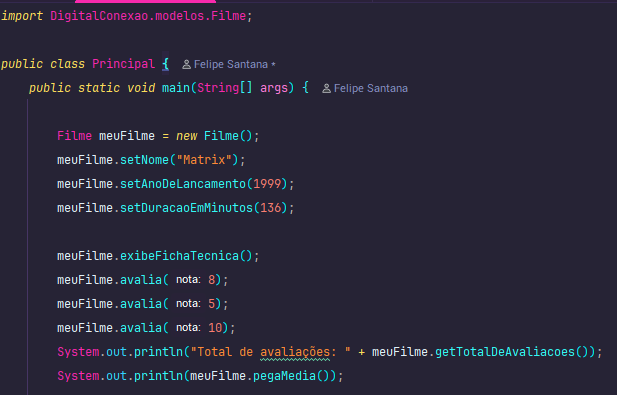 import DigitalConexao.modelos.Filme;
public class Principal { Felipe Santana *
public static void main(String[] args) { Felipe Santana
Filme meuFilme = new Filme();
meuFilme.setNome("Matrix");
meuFilme.setAnoDeLancamento(1999);
meuFilme.setDuracaoEmMinutos(136);
meuFilme.exibeFichaTecnica();
meuFilme.avalia( nota: 8);
meuFilme.avalia( nota: 5);
meuFilme.avalia( nota: 10);
System.out.println("Total de avaliações: " + meuFilme.getTotalDeAvaliacoes());
System.out.println(meuFilme.pegaMedia());